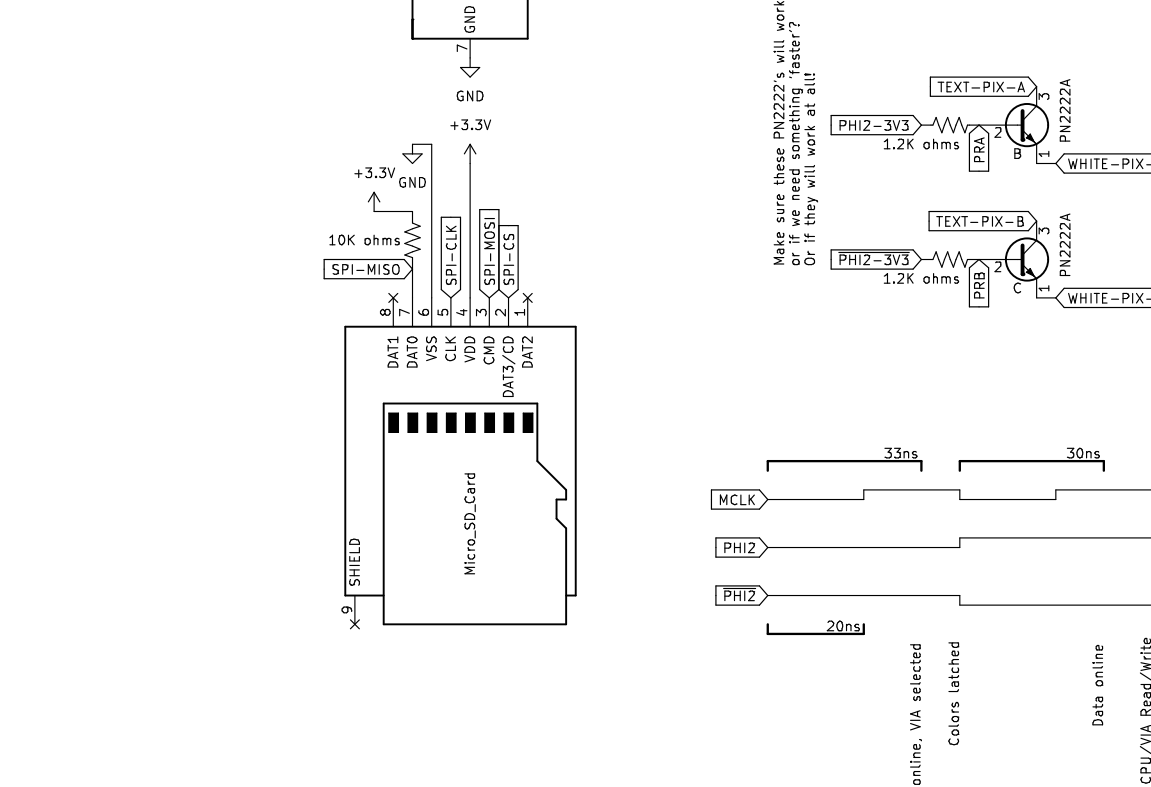 GND
7
GND
+3.3V
+3.3V
GND
10K ohms
SPI-MISO
SPI-CLK
SPI-MOSI
SPI-CS
8
7
6
5
4
3
2
1
DAT1
DAT0
VSS
CLK
VDD
CMD
DAT3/CD
DAT2
Micro_SD_Card
SHIELD
9
Make sure these PN2222's will work
or if we need something 'faster'?
Or if they will work at all!
TEXT-PIX-A
3
PHI2-3V3
1.2K ohms
PRA
2
B
1
PN2222A
WHITE-PIX-
TEXT-PIX-B
3
PHI2-3V3
1.2K ohms
PRB
2
C
1
PN2222A
WHITE-PIX-
33ns
30ns
MCLK
PHI2
PHI2
20ns
online, VIA selected
Colors latched
Data online
CPU/VIA Read/Write